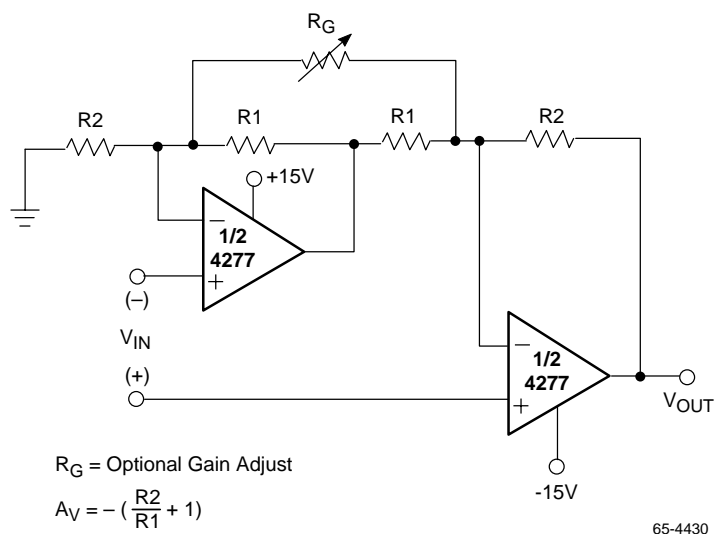 R_G
R2
R1
R1
R2
+15V
−
1/2
4277
+
(–)
V_IN
(+)
−
1/2
4277
+
V_OUT
-15V
R_G = Optional Gain Adjust
A_V = – ( R2/R1 + 1)
65-4430